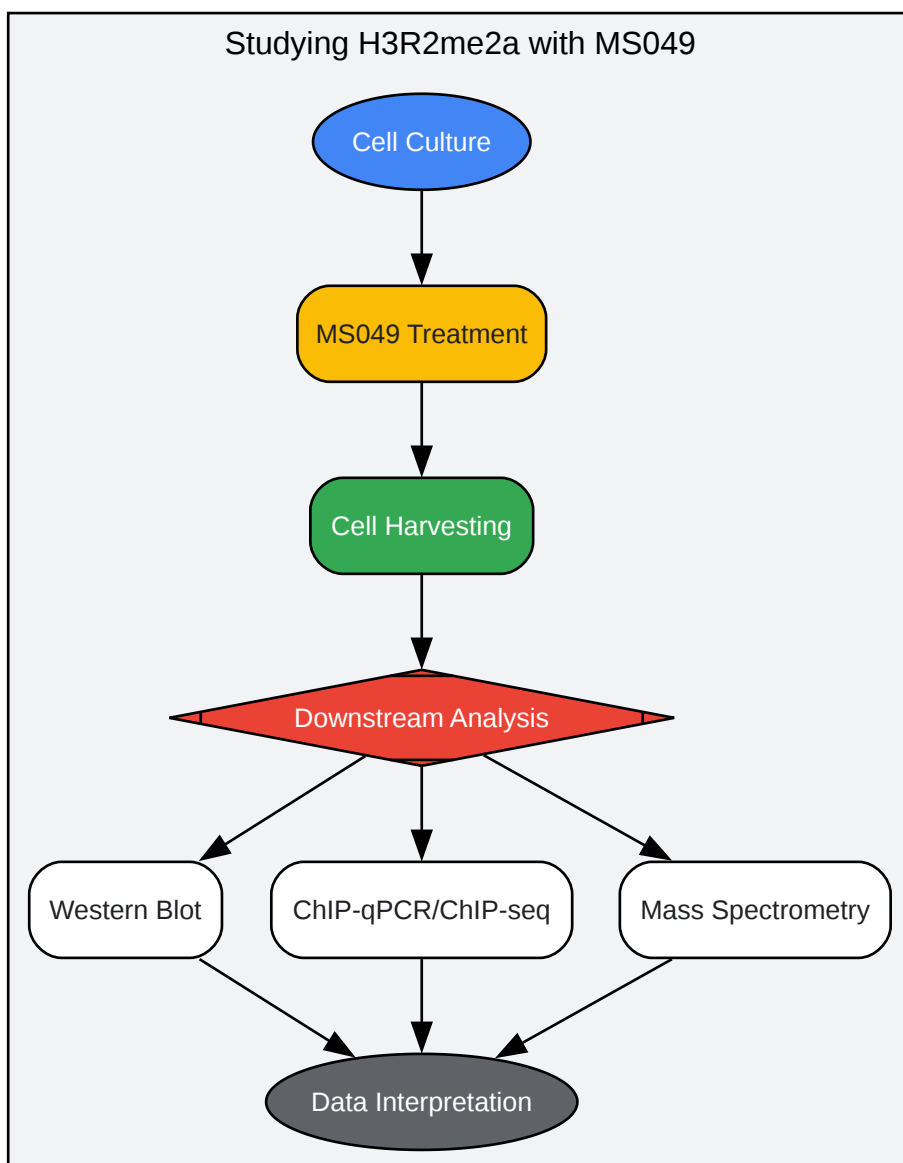 Studying H3R2me2a with MS049
Cell Culture
MS049 Treatment
Cell Harvesting
Downstream Analysis
Western Blot
ChIP-qPCR/ChIP-seq
Mass Spectrometry
Data Interpretation